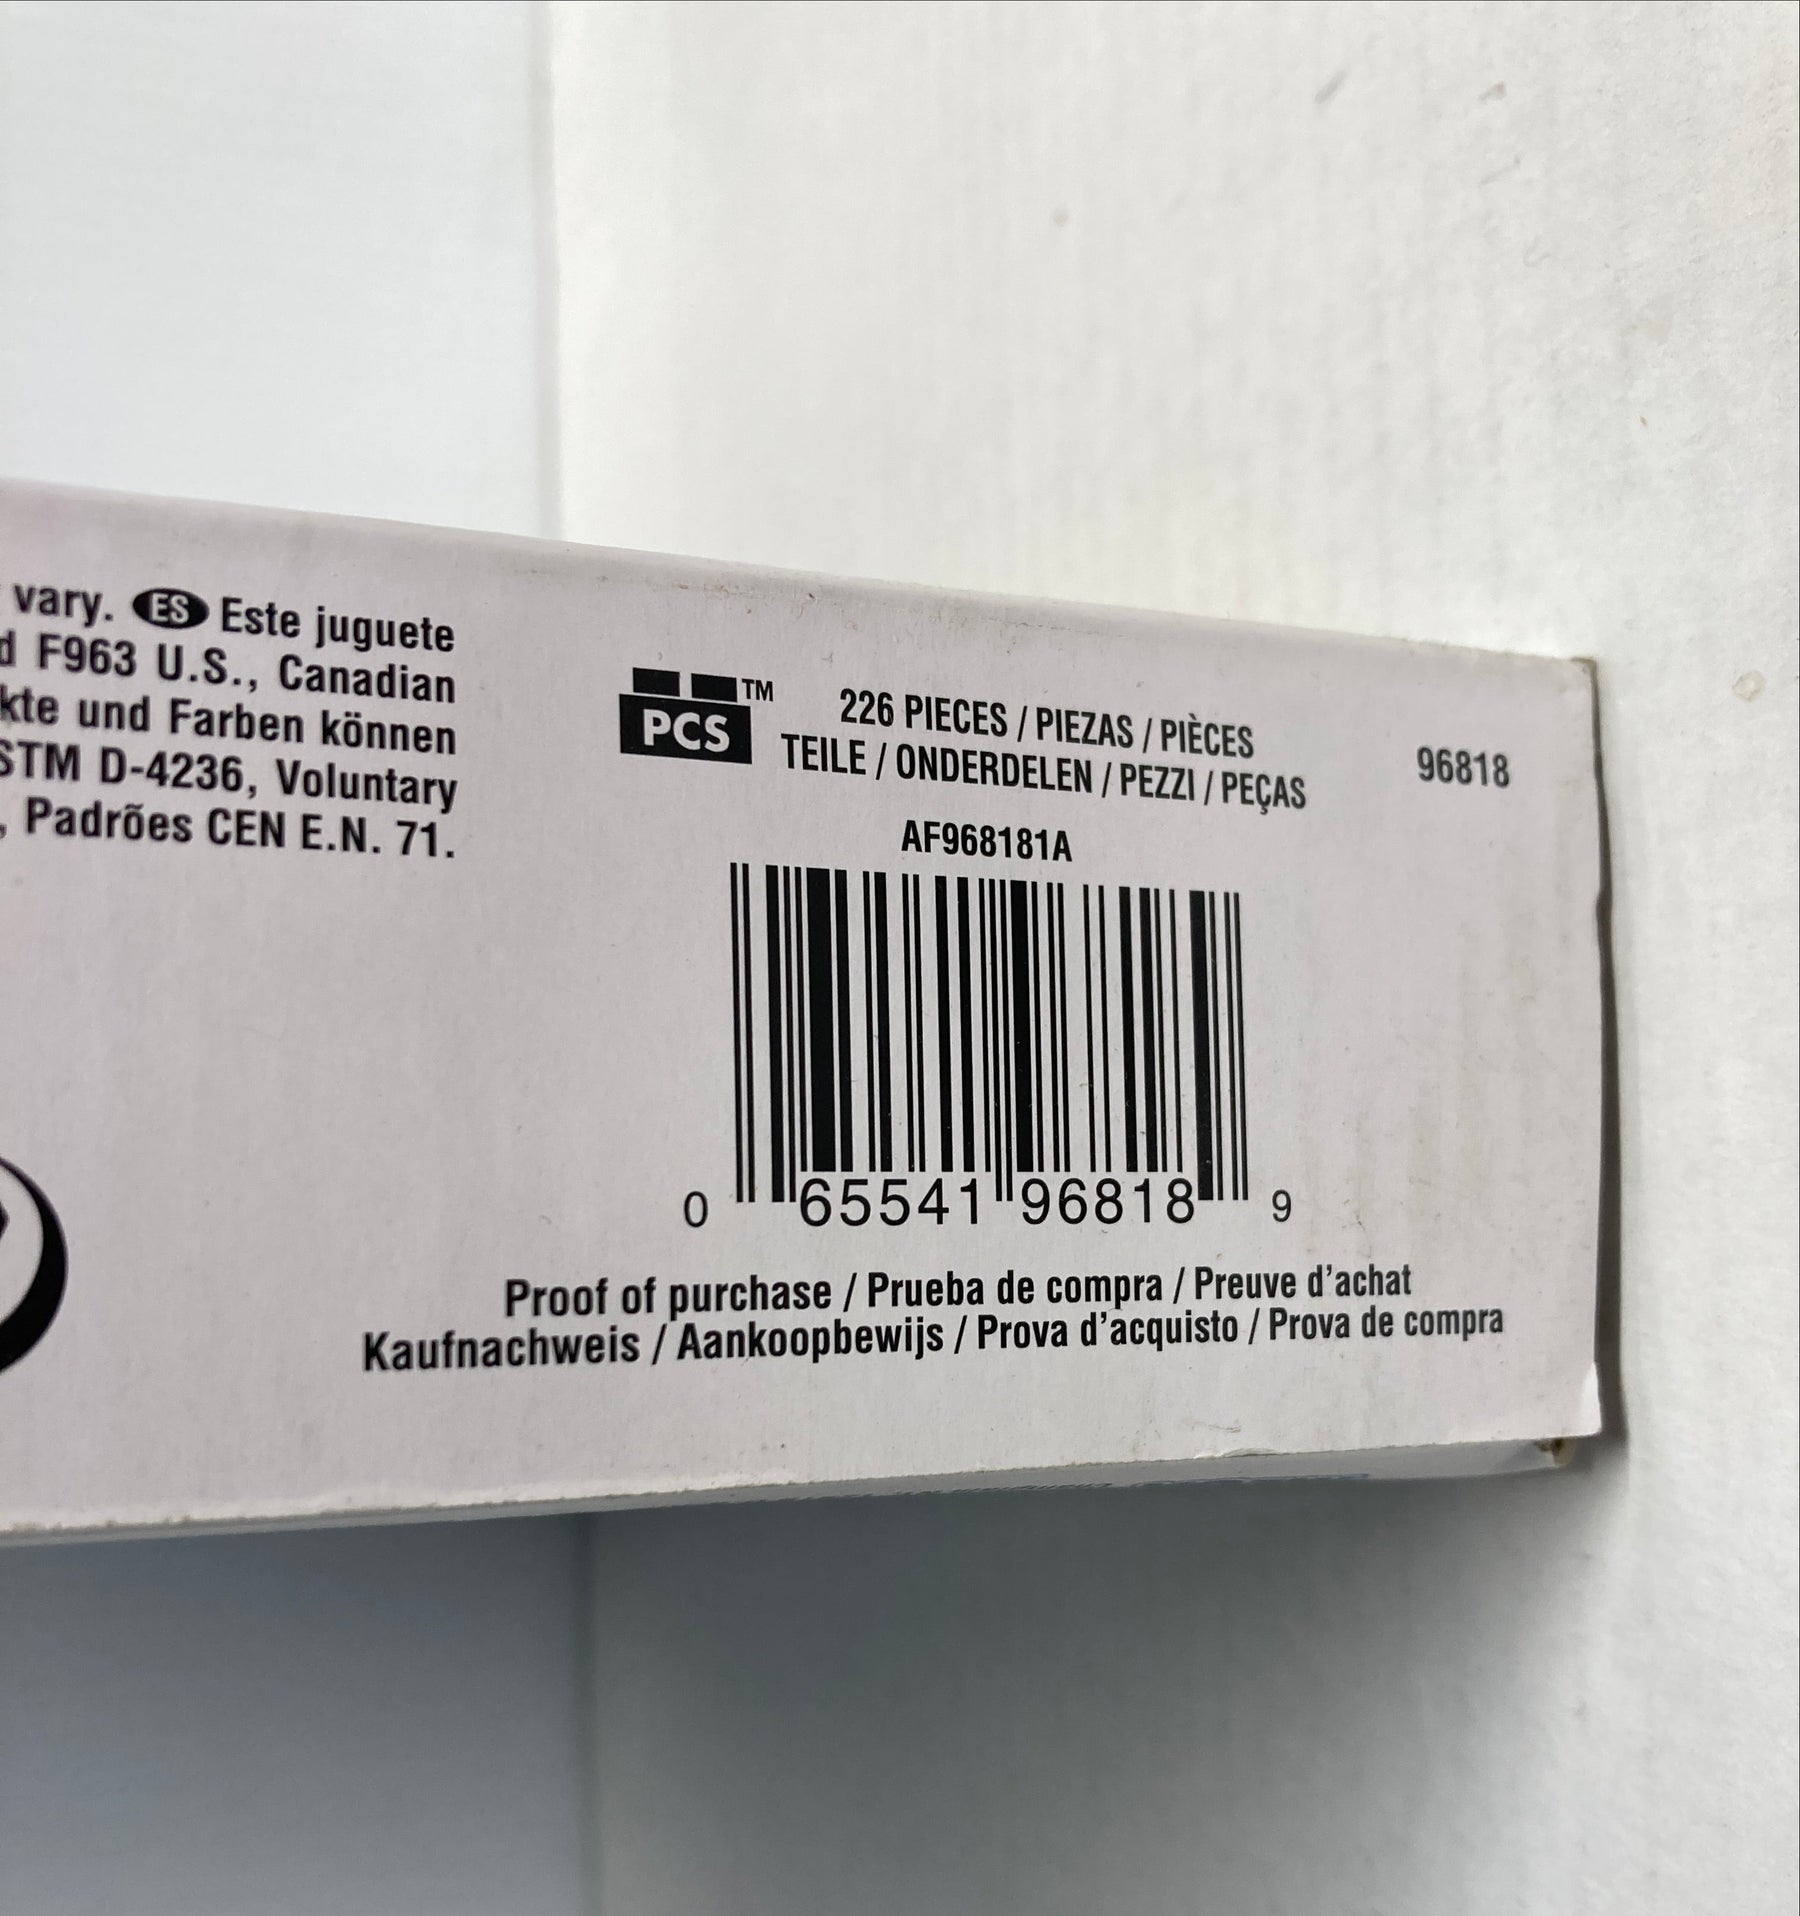 vary. ES Este juguete
d F963 U.S., Canadian
kte und Farben können
STM D-4236, Voluntary
, Padrões CEN E.N. 71.
PCS™
226 PIECES / PIEZAS / PIÈCES
TEILE / ONDERDELEN / PEZZI / PEÇAS
96818
AF968181A
0 65541 96818 9
Proof of purchase / Prueba de compra / Preuve d’achat
Kaufnachweis / Aankoopbewijs / Prova d’acquisto / Prova de compra